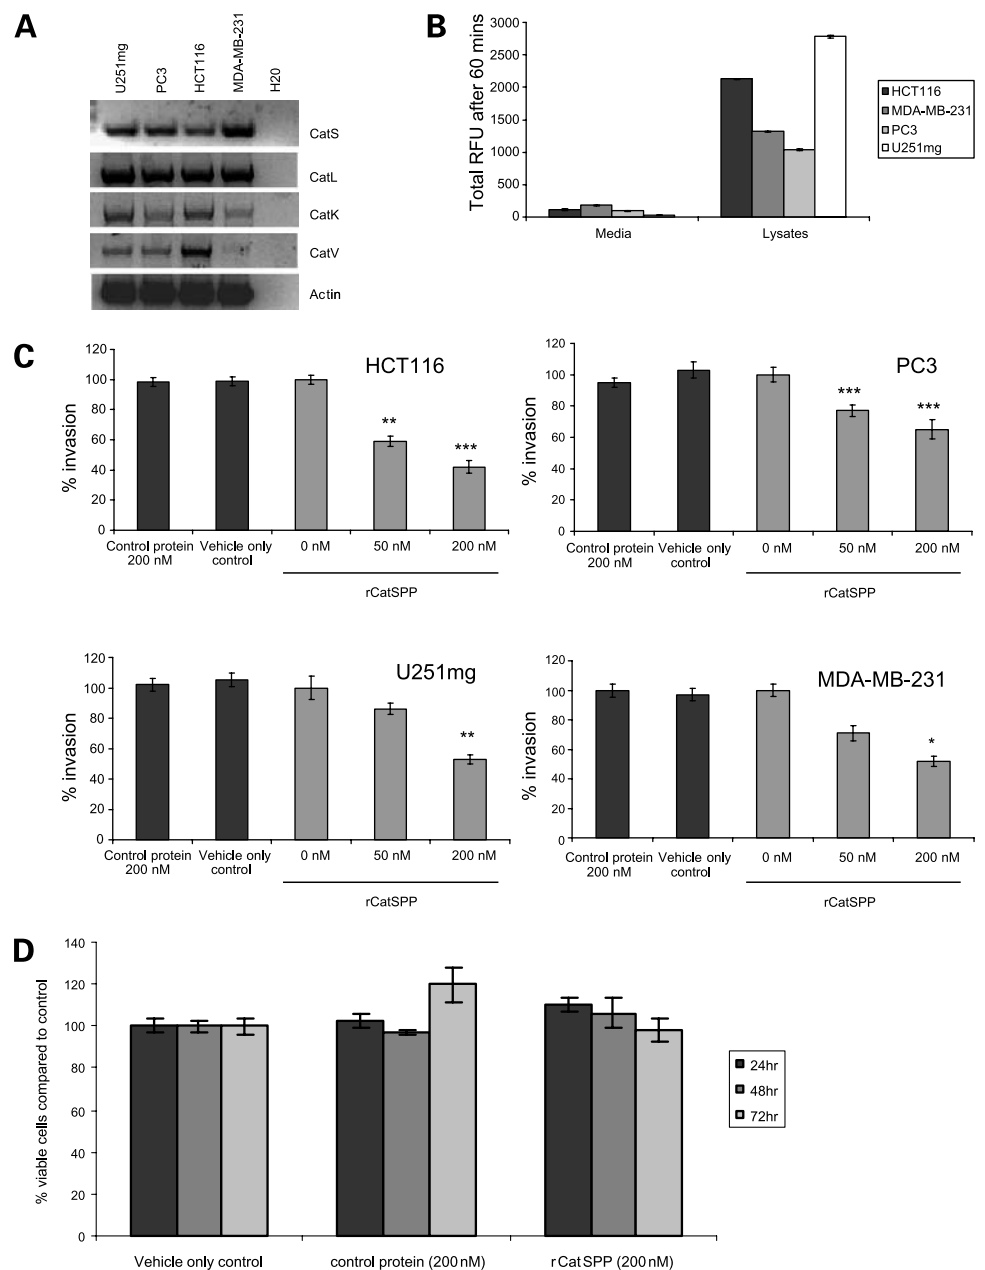 A
U251mg
PC3
HCT116
MDA-MB-231
H20
CatS
CatL
CatK
CatV
Actin
B
Total RFU after 60 mins
3000
2500
2000
1500
1000
500
0
Media
Lysates
HCT116
MDA-MB-231
PC3
U251mg
C
HCT116
% invasion
120
100
80
60
40
20
0
**
***
Control protein
200 nM
Vehicle only
control
0 nM
50 nM
200 nM
rCatSPP
PC3
% invasion
120
100
80
60
40
20
0
***
***
Control protein
200 nM
Vehicle only
control
0 nM
50 nM
200 nM
rCatSPP
U251mg
% invasion
120
100
80
60
40
20
0
**
Control protein
200 nM
Vehicle only
control
0 nM
50 nM
200 nM
rCatSPP
MDA-MB-231
% invasion
120
100
80
60
40
20
0
*
Control protein
200 nM
Vehicle only
control
0 nM
50 nM
200 nM
rCatSPP
D
% viable cells compared to control
140
120
100
80
60
40
20
0
Vehicle only control
control protein (200nM)
rCatSPP (200nM)
24hr
48hr
72hr